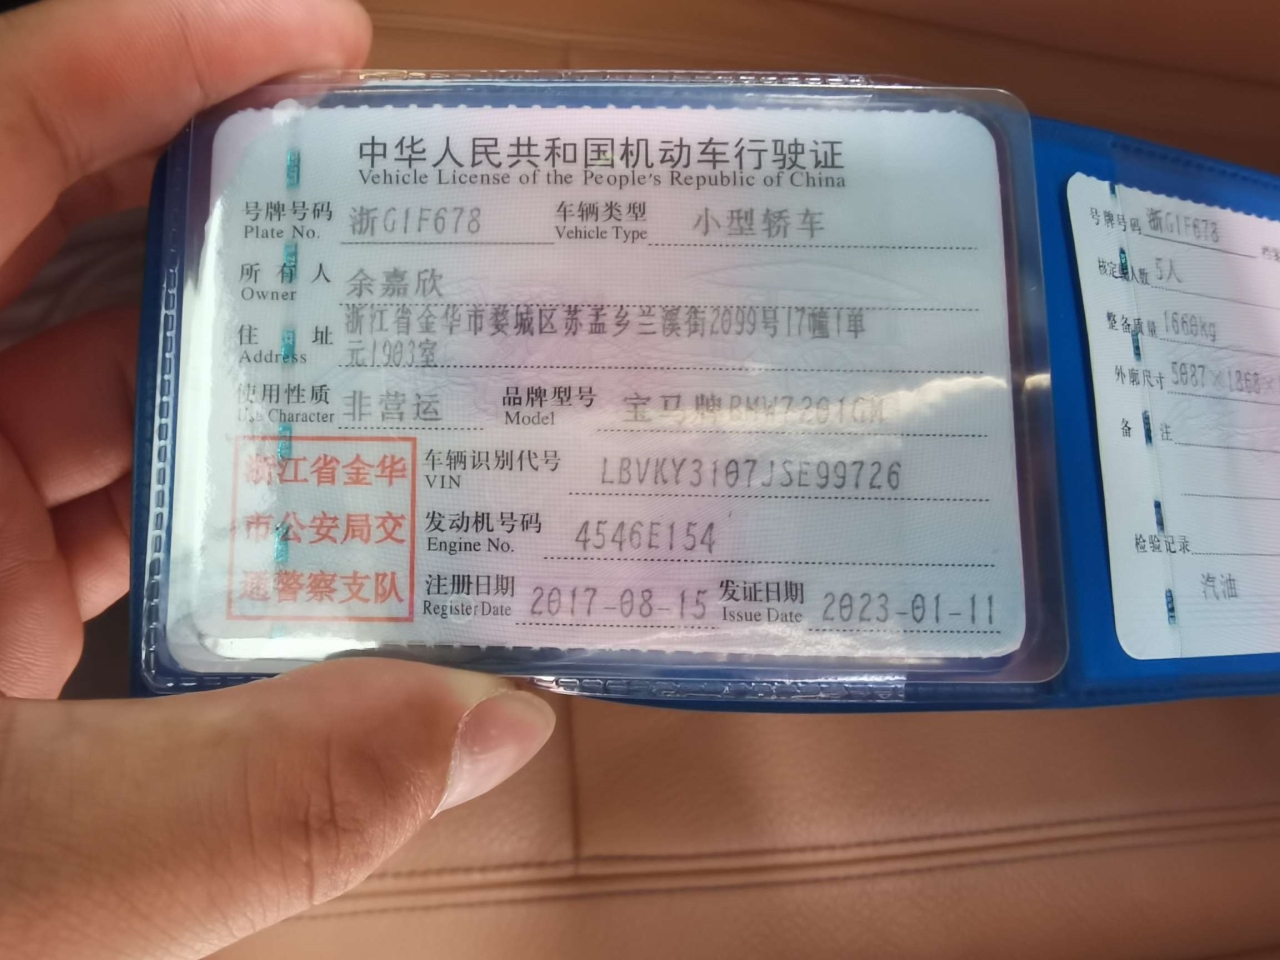 中华人民共和国机动车行驶证
Vehicle License of the People's Republic of China
号牌号码 浙G1F678 车辆类型 小型轿车
Plate No. Vehicle Type
所有人 余嘉欣
Owner
住址 浙江省金华市婺城区苏孟乡兰溪街2099号17幢1单
元1903室
Address
使用性质 非营运 品牌型号 宝马牌
Use Character Model
浙江省金华
市公安局交
通警察支队
车辆识别代号 LBVKY3107JSE99726
VIN
发动机号码 4546E154
Engine No.
注册日期 2017-08-15 发证日期 2023-01-11
Register Date Issue Date
号牌号码 浙G1F678
核定载人数 5人
整备质量 1660kg
外廓尺寸 5087×1868×
备注
检验记录
汽油